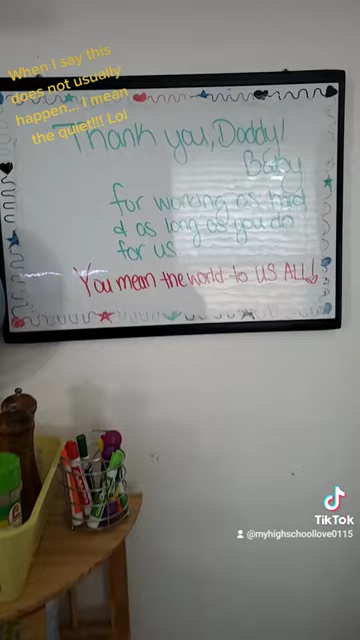 When I say this
does not usually
happen... I mean
the quiet!!! Lol
Thank you, Daddy!
Baby
for working as hard
& as long as you do
for us
You mean the world to US ALL!
TikTok
@myhighschoollove0115